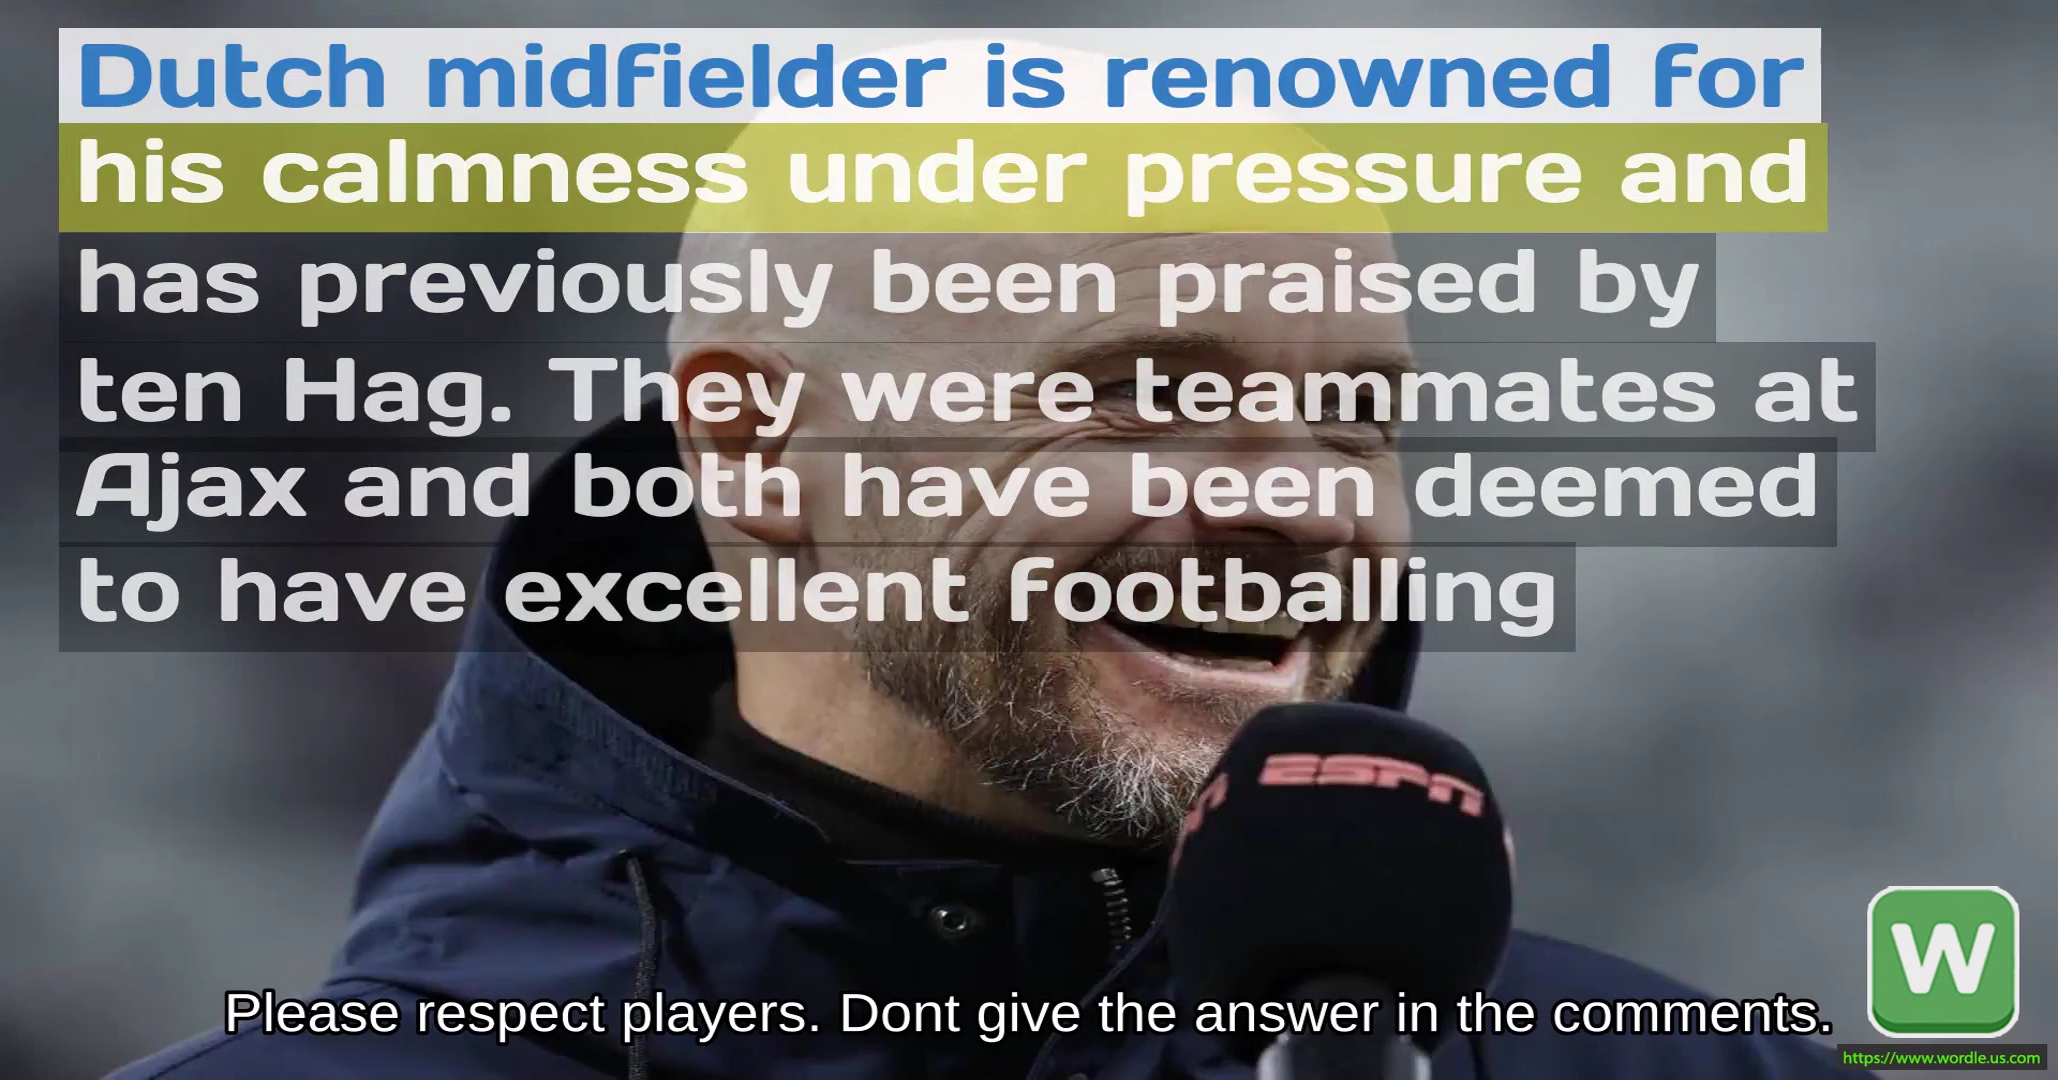 Dutch midfielder is renowned for
his calmness under pressure and
has previously been praised by
ten Hag. They were teammates at
Ajax and both have been deemed
to have excellent footballing
ESPN
Please respect players. Dont give the answer in the comments.
W
https://www.wordle.us.com